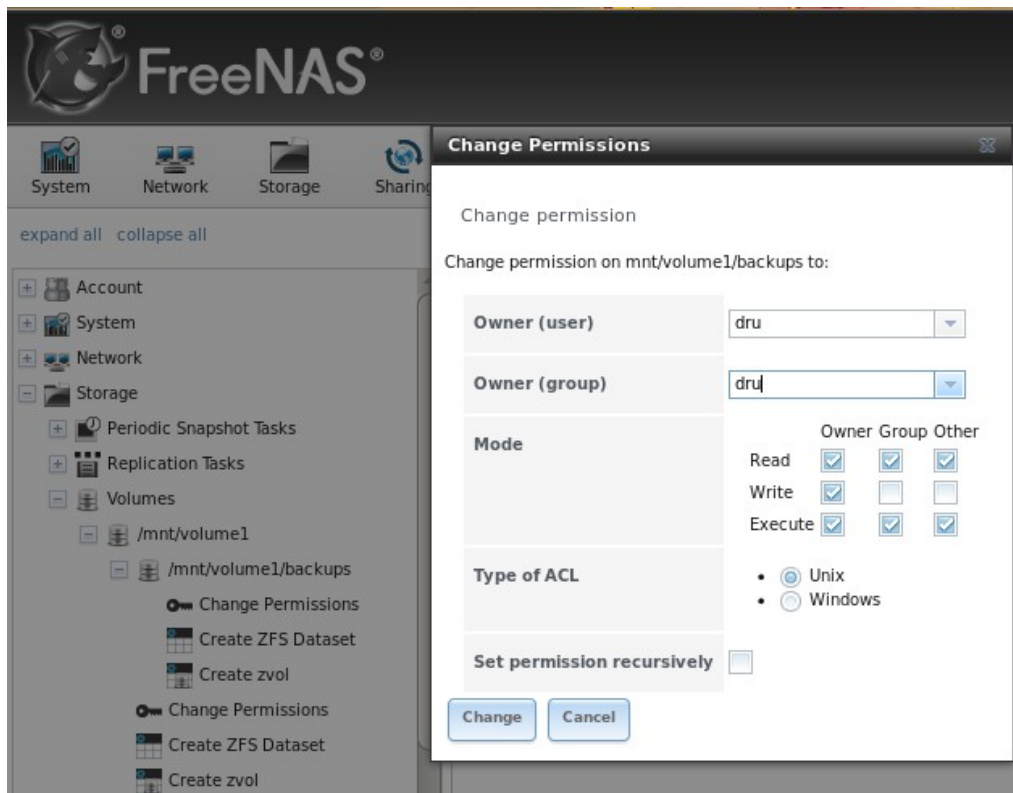 FreeNAS®
System Network Storage Sharing
expand all collapse all
Account
System
Network
Storage
Periodic Snapshot Tasks
Replication Tasks
Volumes
/mnt/volume1
/mnt/volume1/backups
Change Permissions
Create ZFS Dataset
Create zvol
Change Permissions
Create ZFS Dataset
Create zvol
Change Permissions
Change permission
Change permission on mnt/volume1/backups to:
Owner (user) dru
Owner (group) dru
Mode
Owner Group Other
Read
Write
Execute
Type of ACL
Unix
Windows
Set permission recursively
Change Cancel